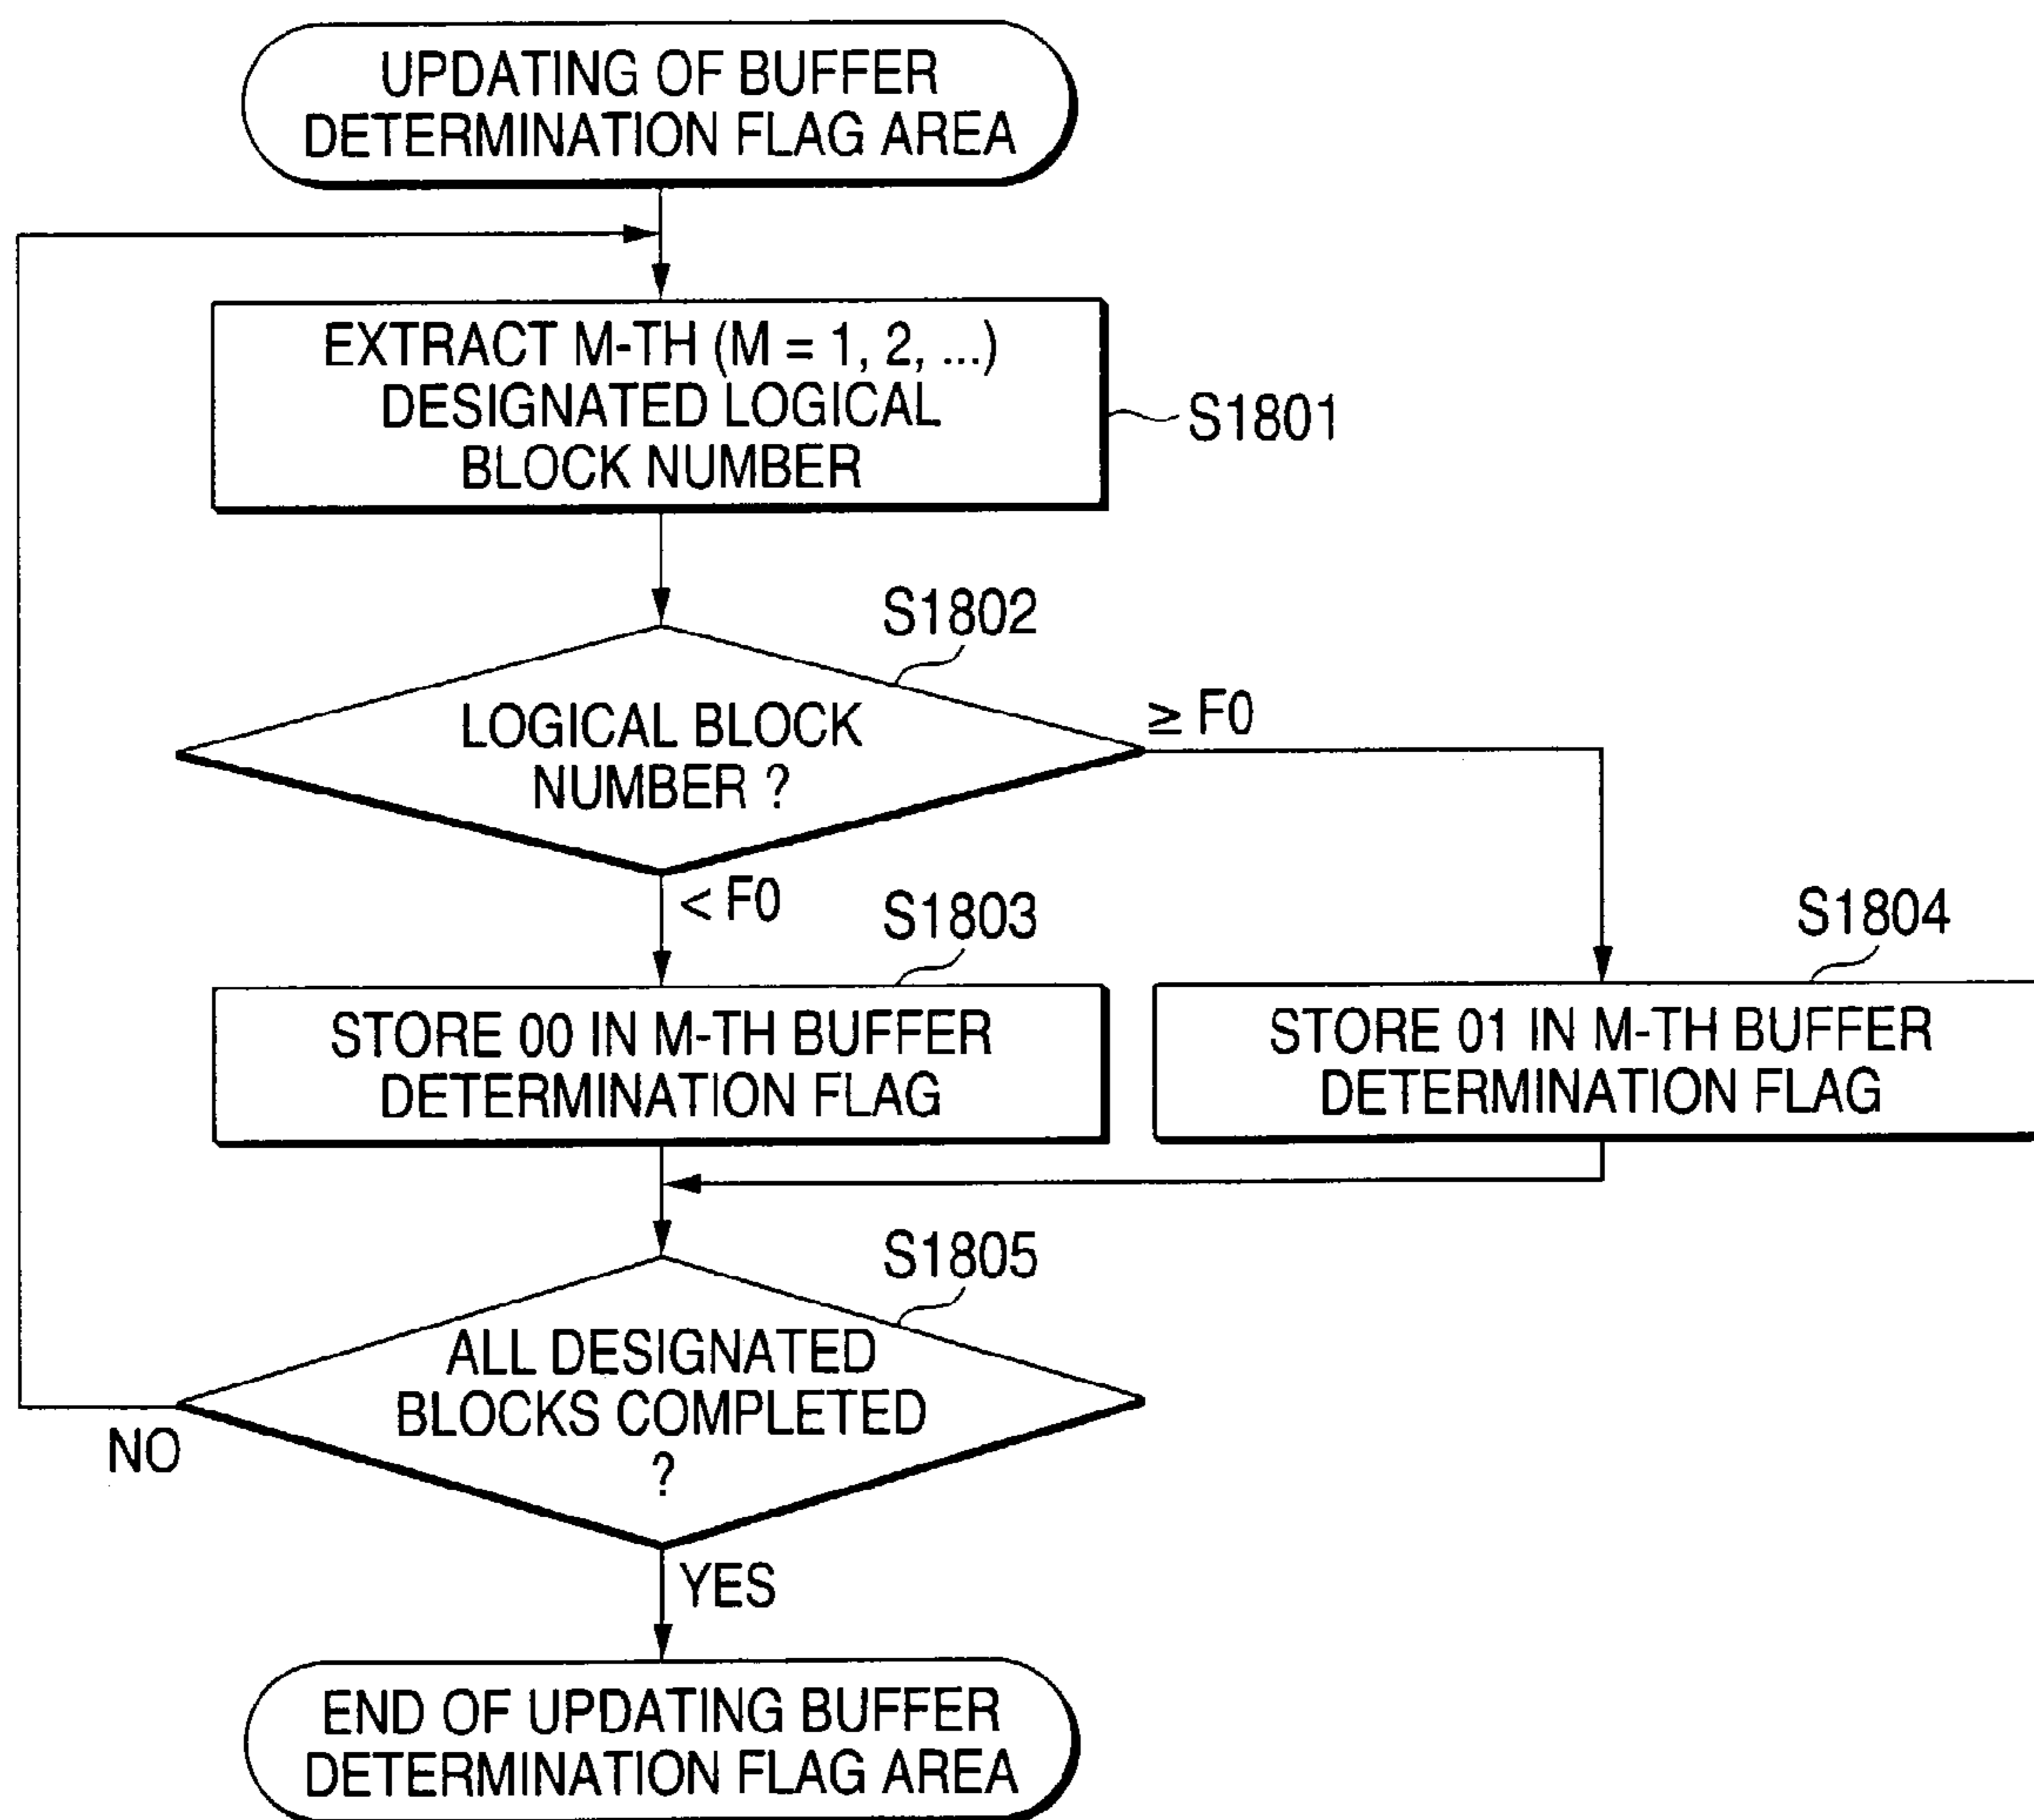 UPDATING OF BUFFER
DETERMINATION FLAG AREA
EXTRACT M-TH (M = 1, 2, ...)
DESIGNATED LOGICAL
BLOCK NUMBER
S1801
S1802
LOGICAL BLOCK
NUMBER ?
≥ F0
< F0
S1803
S1804
STORE 00 IN M-TH BUFFER
DETERMINATION FLAG
STORE 01 IN M-TH BUFFER
DETERMINATION FLAG
S1805
ALL DESIGNATED
BLOCKS COMPLETED
?
NO
YES
END OF UPDATING BUFFER
DETERMINATION FLAG AREA